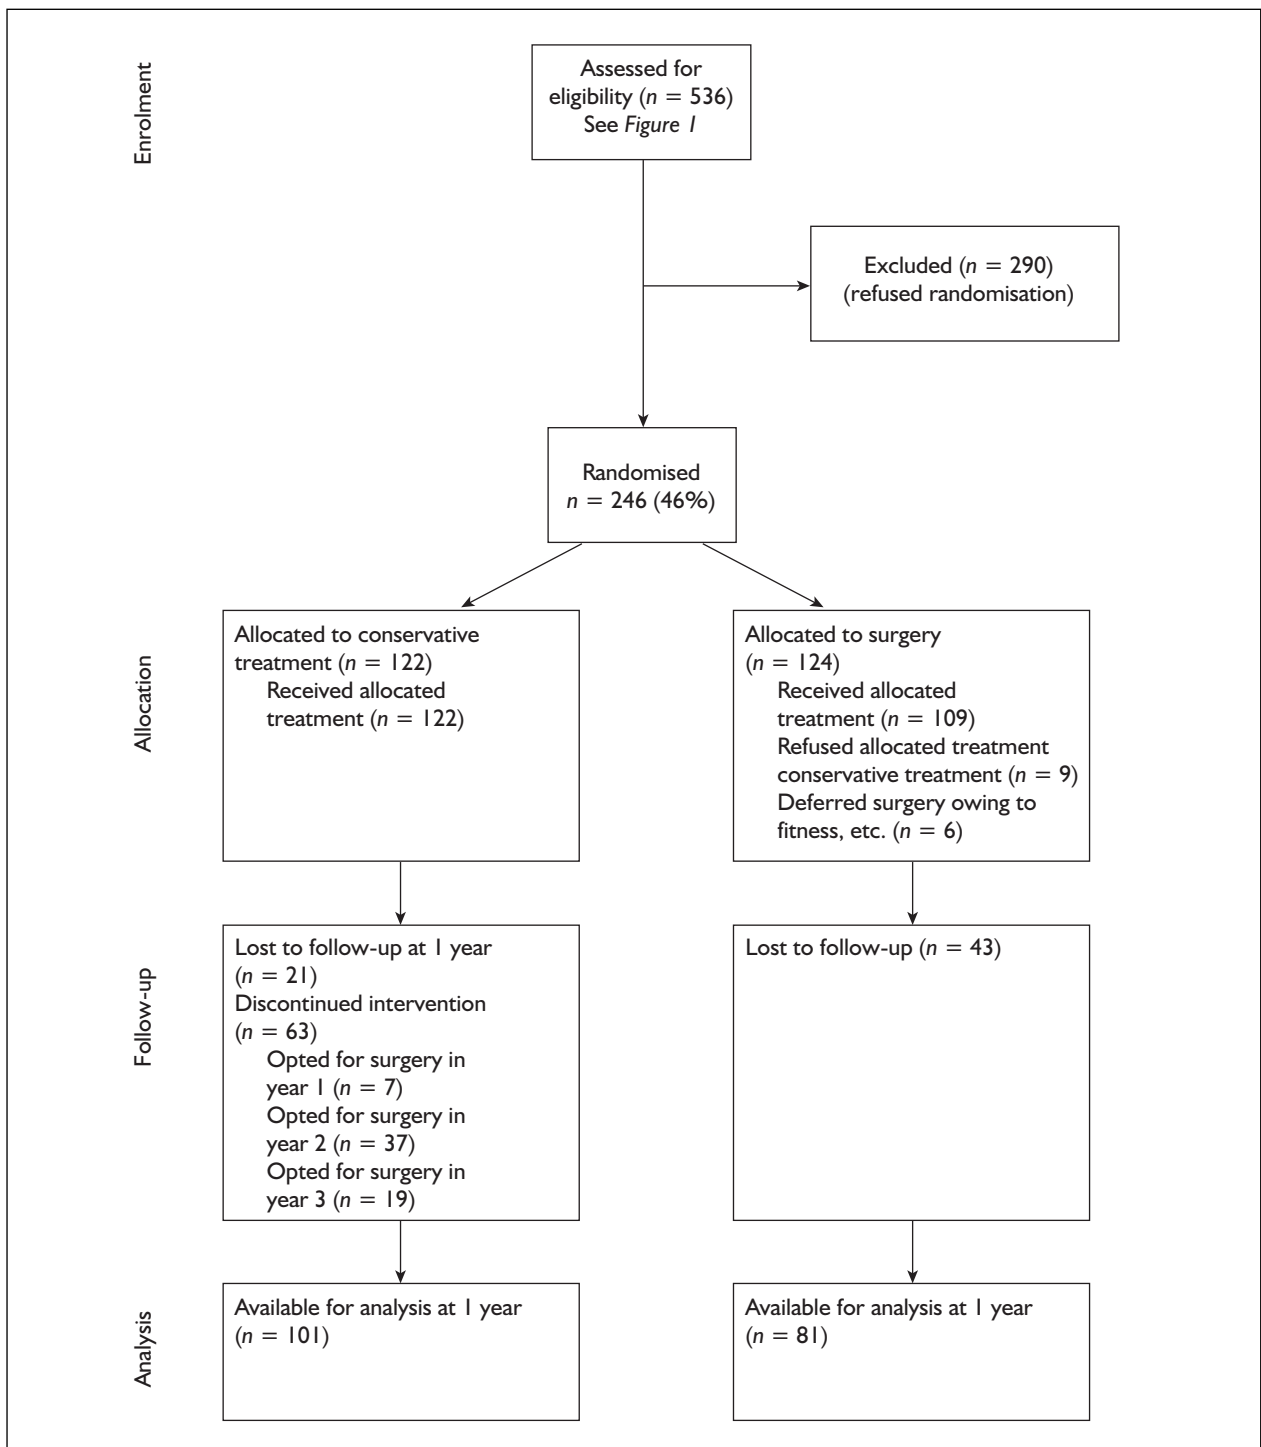 Enrolment
Assessed for
eligibility (n = 536)
See Figure 1
Excluded (n = 290)
(refused randomisation)
Randomised
n = 246 (46%)
Allocation
Allocated to conservative
treatment (n = 122)
Received allocated
treatment (n = 122)
Allocated to surgery
(n = 124)
Received allocated
treatment (n = 109)
Refused allocated treatment
conservative treatment (n = 9)
Deferred surgery owing to
fitness, etc. (n = 6)
Follow-up
Lost to follow-up at 1 year
(n = 21)
Discontinued intervention
(n = 63)
Opted for surgery in
year 1 (n = 7)
Opted for surgery in
year 2 (n = 37)
Opted for surgery in
year 3 (n = 19)
Lost to follow-up (n = 43)
Analysis
Available for analysis at 1 year
(n = 101)
Available for analysis at 1 year
(n = 81)